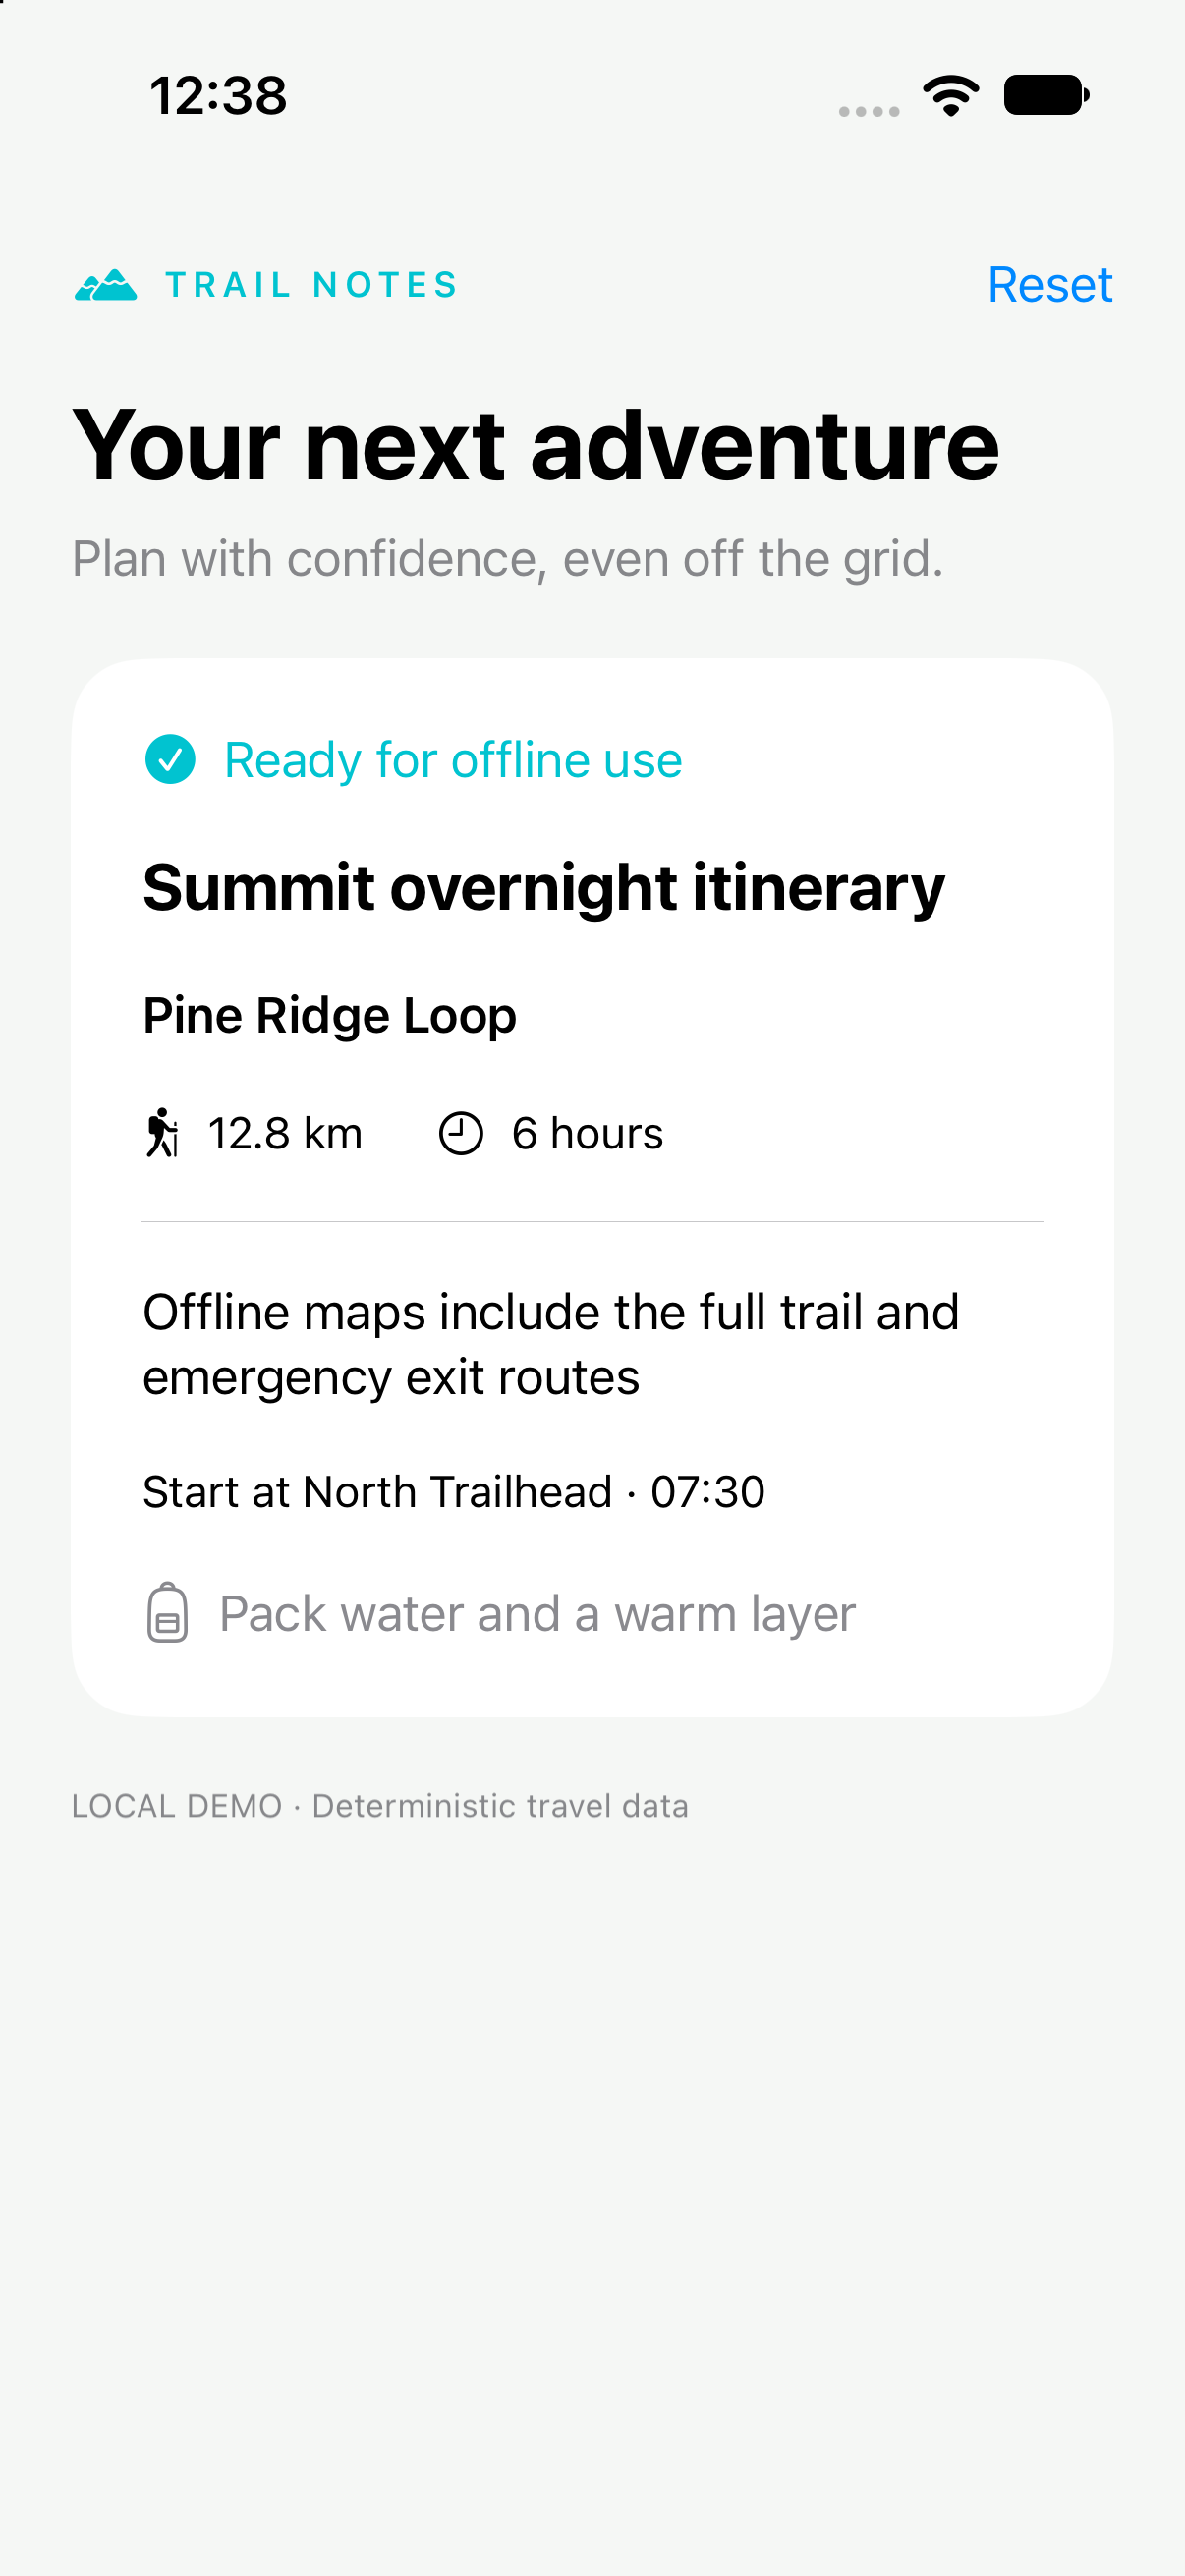 12:38
TRAIL NOTES
Reset
Your next adventure
Plan with confidence, even off the grid.
Ready for offline use
Summit overnight itinerary
Pine Ridge Loop
12.8 km
6 hours
Offline maps include the full trail and
emergency exit routes
Start at North Trailhead · 07:30
Pack water and a warm layer
LOCAL DEMO · Deterministic travel data